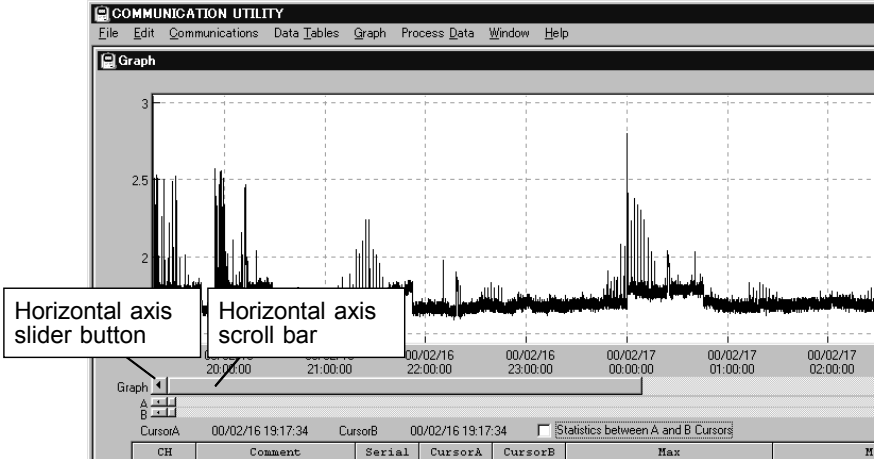 COMMUNICATION UTILITY
File Edit Communications Data Tables Graph Process Data Window Help
Graph
3
2.5
2
Horizontal axis
slider button
Horizontal axis
scroll bar
00/02/16 00/02/16 00/02/17 00/02/17 00/02/17
20:00:00 21:00:00 22:00:00 23:00:00 00:00:00 01:00:00 02:00:00
Graph
A
B
CursorA 00/02/16 19:17:34 CursorB 00/02/16 19:17:34 Statistics between A and B Cursors
CH Comment Serial CursorA CursorB Max M